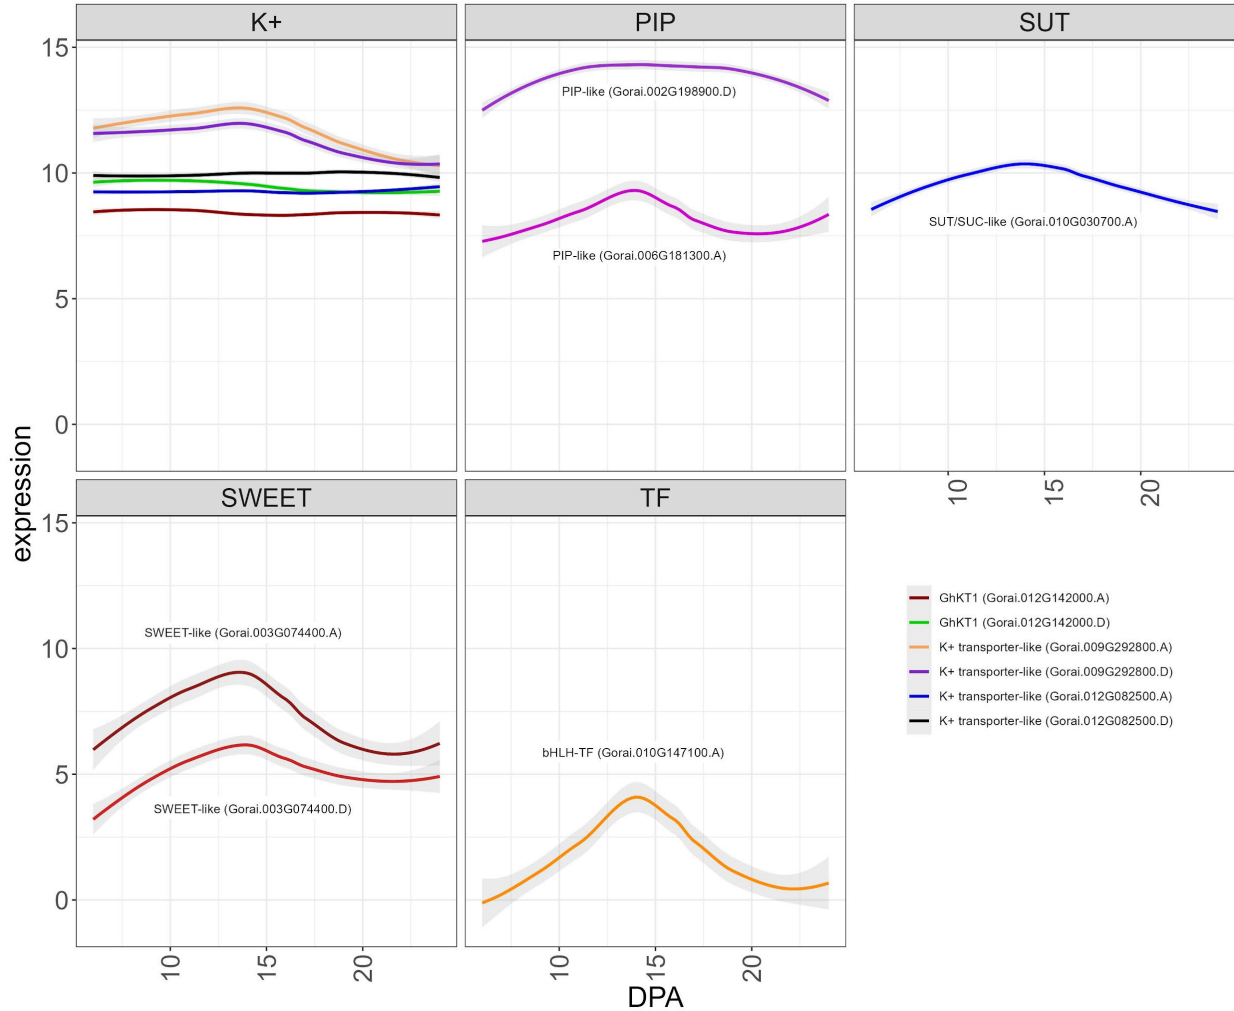 K+
PIP
SUT
15
10
5
0
PIP-like (Gorai.002G198900.D)
PIP-like (Gorai.006G181300.A)
SUT/SUC-like (Gorai.010G030700.A)
10
15
20
expression
SWEET
TF
15
10
5
0
SWEET-like (Gorai.003G074400.A)
SWEET-like (Gorai.003G074400.D)
bHLH-TF (Gorai.010G147100.A)
GhKT1 (Gorai.012G142000.A)
GhKT1 (Gorai.012G142000.D)
K+ transporter-like (Gorai.009G292800.A)
K+ transporter-like (Gorai.009G292800.D)
K+ transporter-like (Gorai.012G082500.A)
K+ transporter-like (Gorai.012G082500.D)
10
15
20
10
15
20
DPA